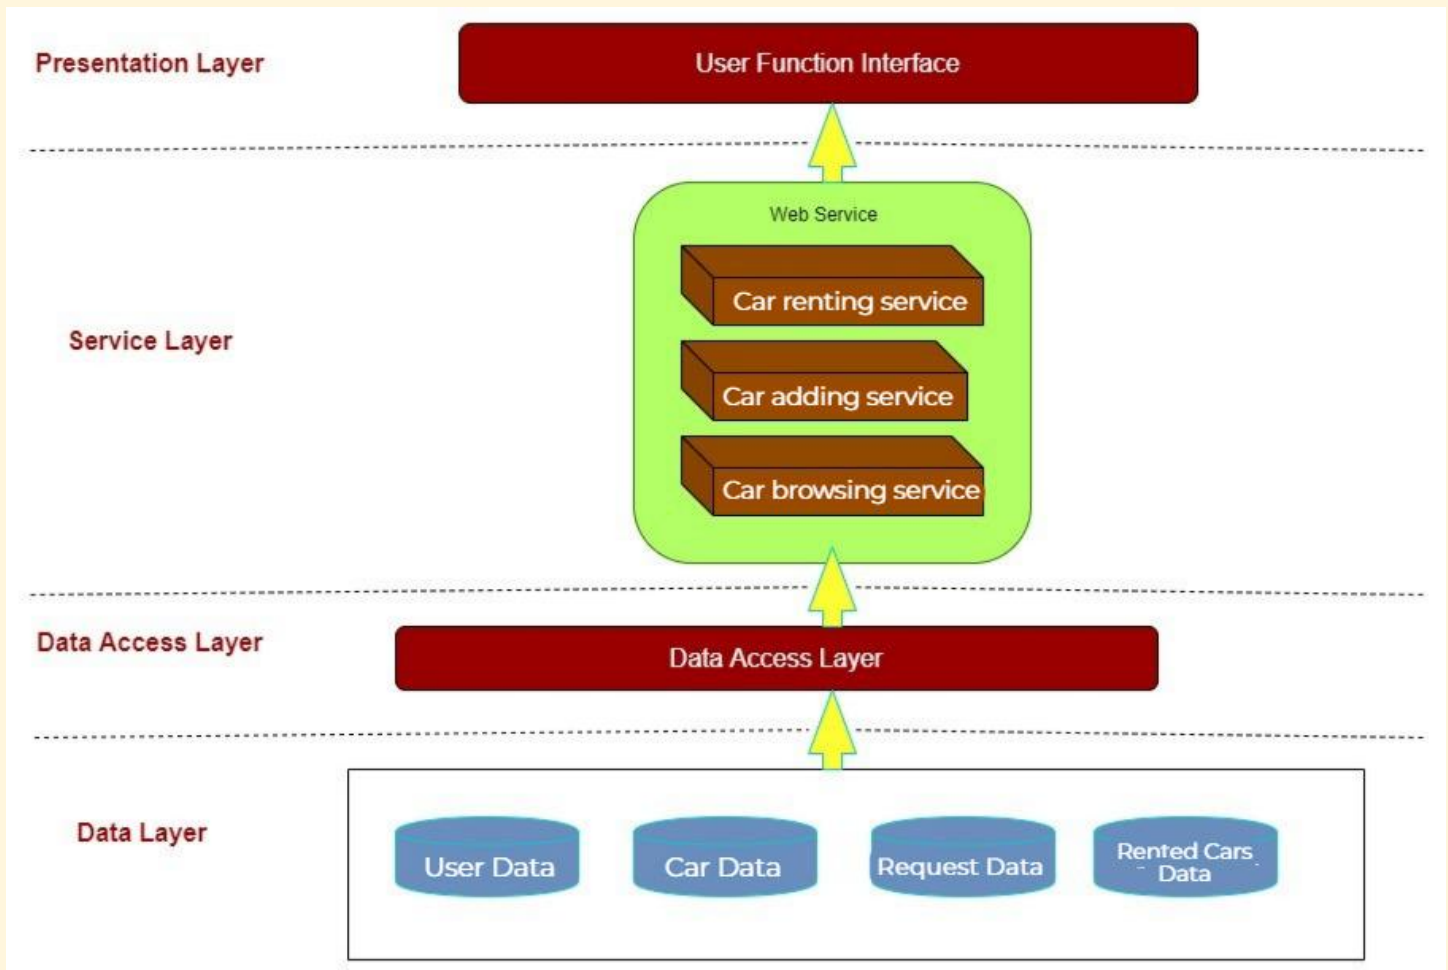 Presentation Layer
User Function Interface
Web Service
Car renting service
Service Layer
Car adding service
Car browsing service
Data Access Layer
Data Access Layer
Data Layer
User Data
Car Data
Request Data
Rented Cars
Data